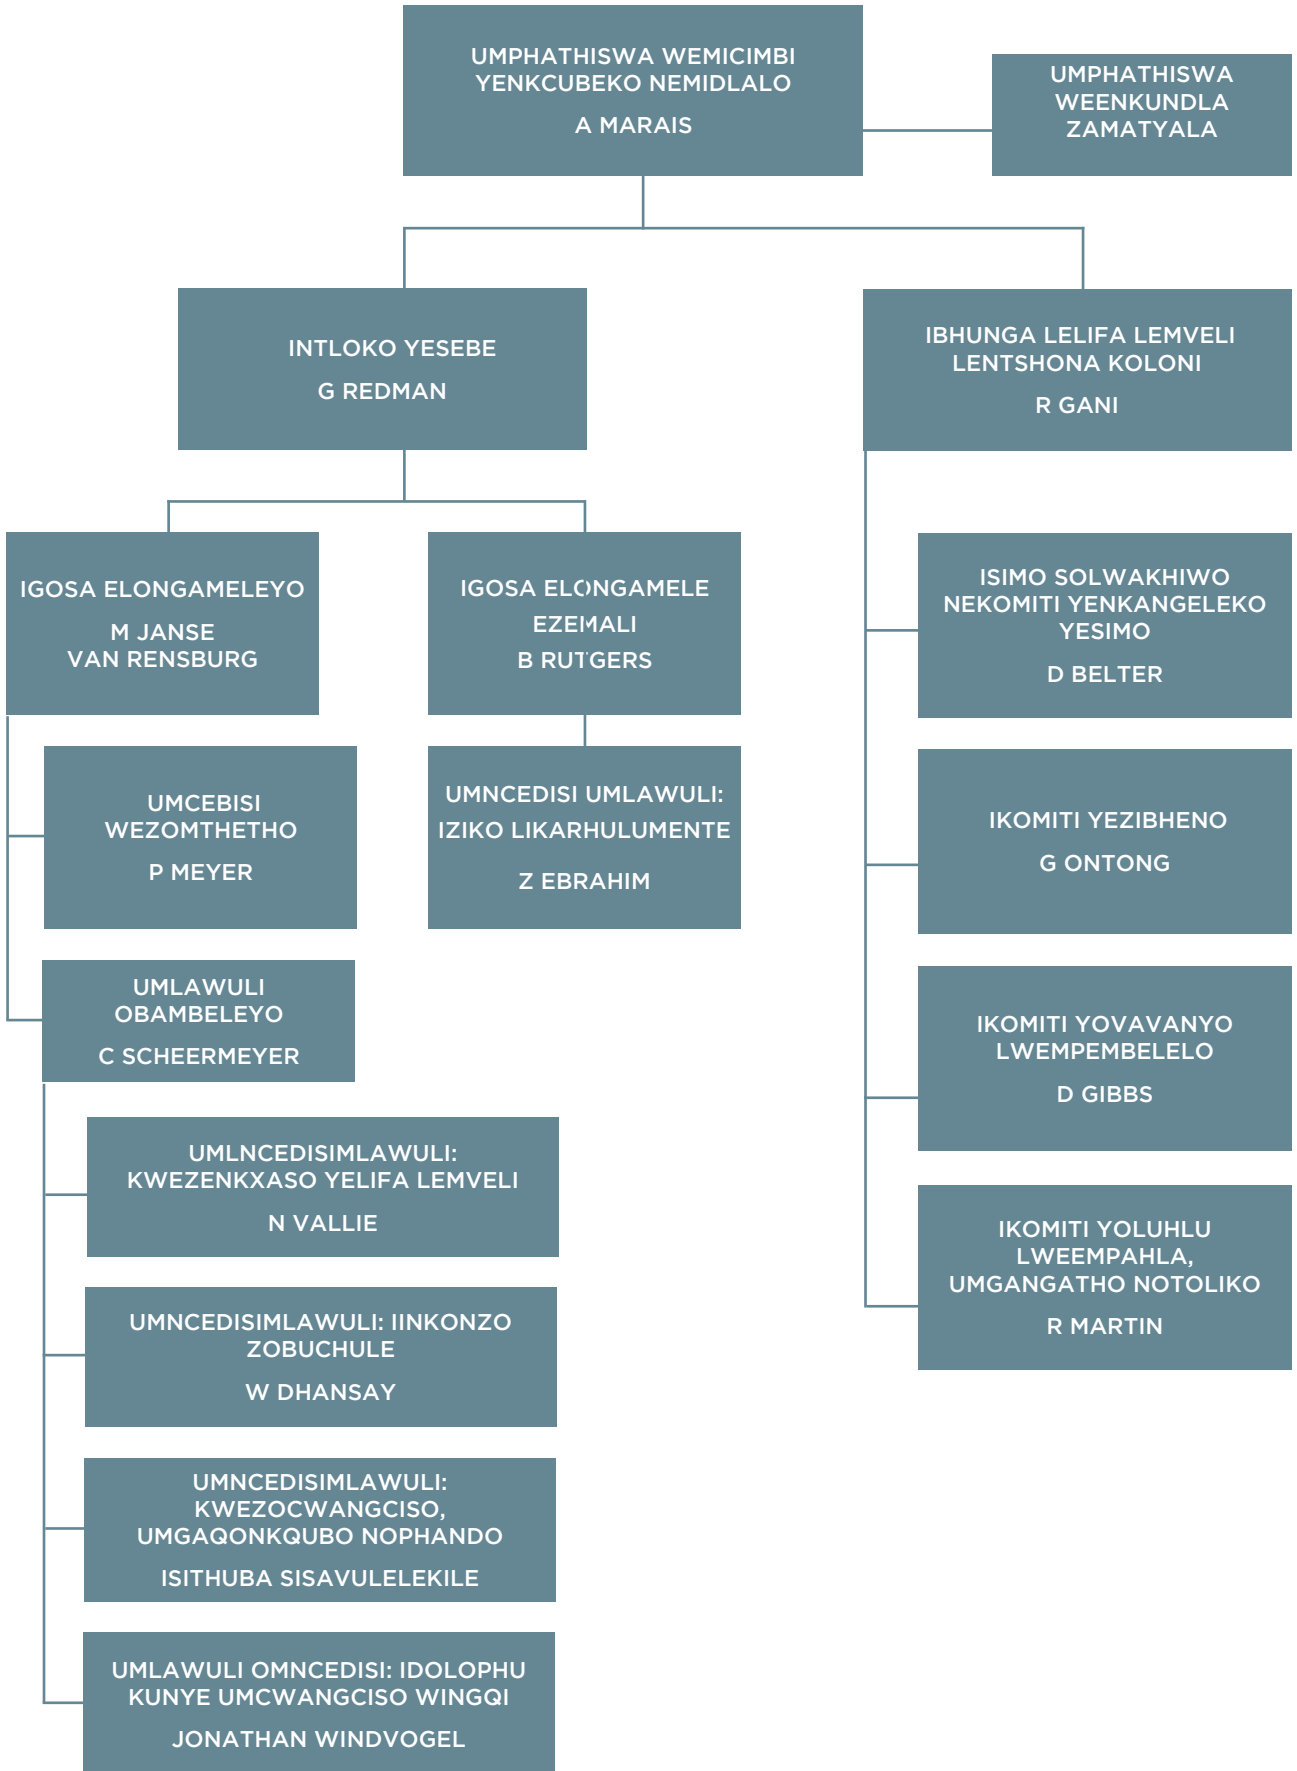 UMPHATHISWA WEMICIMBI
YENKCUBEKO NEMIDLALO
A MARAIS
UMPHATHISWA
WEENKUNDLA
ZAMATYALA
INTLOKO YESEBE
G REDMAN
IBHUNGA LELIFA LEMVELI
LENTSHONA KOLONI
R GANI
IGOSA ELONGAMELEYO
M JANSE
VAN RENSBURG
IGOSA ELONGAMELE
EZEMALI
B RUTGERS
UMCEBISI
WEZOMTHETHO
P MEYER
UMNCEDISI UMLAWULI:
IZIKO LIKARHULUMENTE
Z EBRAHIM
UMLAWULI
OBAMBELEYO
C SCHEERMEYER
UMLNCEDISIMLAWULI:
KWEZENKXASO YELIFA LEMVELI
N VALLIE
UMNCEDISIMLAWULI: IINKONZO
ZOBUCHULE
W DHANSAY
UMNCEDISIMLAWULI:
KWEZOCWANGCISO,
UMGAQONKQUBO NOPHANDO
ISITHUBA SISAVULELEKILE
UMLAWULI OMNCEDISI: IDOLOPHU
KUNYE UMCWANGCISO WINGQI
JONATHAN WINDVOGEL
ISIMO SOLWAKHIWO
NEKOMITI YENKANGELEKO
YESIMO
D BELTER
IKOMITI YEZIBHENO
G ONTONG
IKOMITI YOVAVANYO
LWEMPEMBELELO
D GIBBS
IKOMITI YOLUHLU
LWEEMPAHLA,
UMGANGATHO NOTOLIKO
R MARTIN